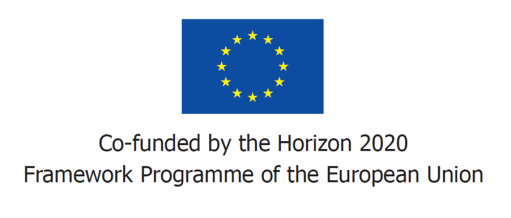 Co-funded by the Horizon 2020
Framework Programme of the European Union